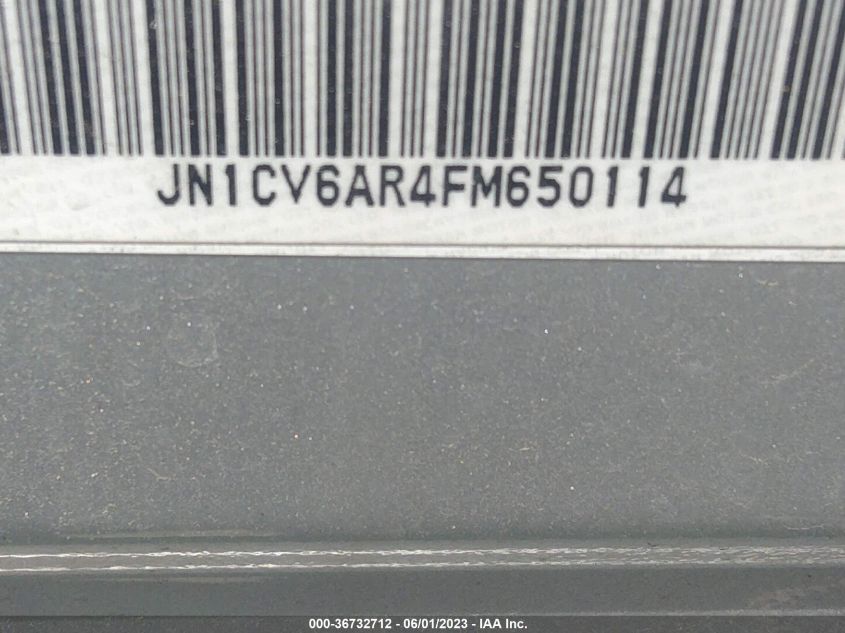 JN1CV6AR4FM650114
000-36732712 - 06/01/2023 - IAA Inc.